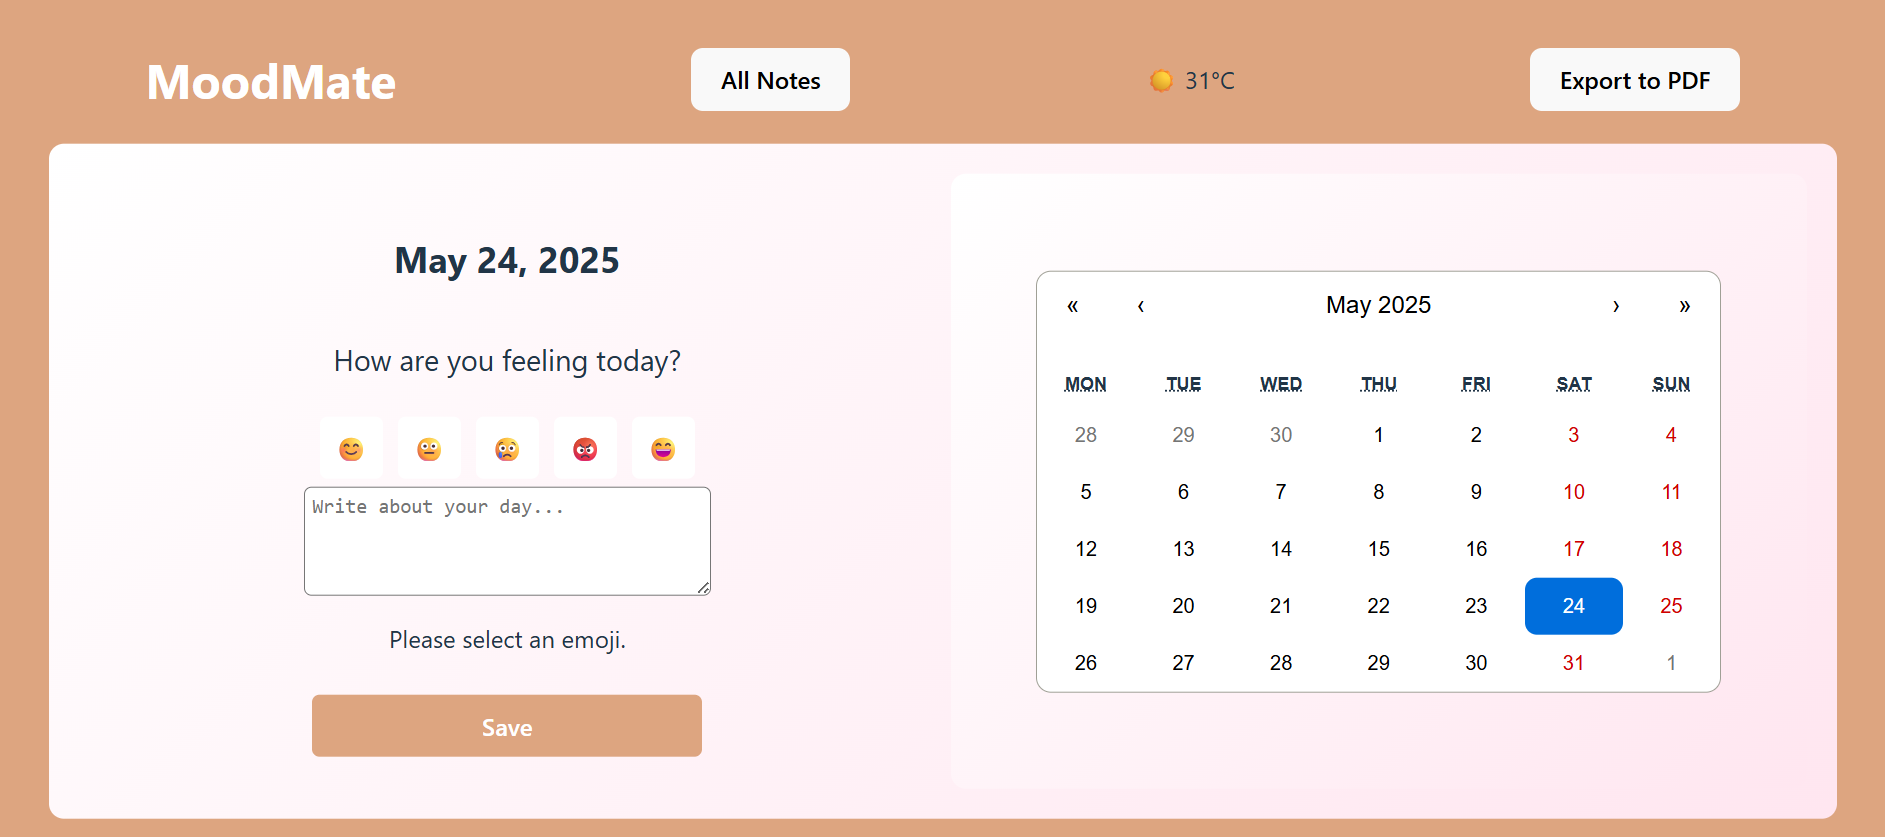 MoodMate
All Notes
31°C
Export to PDF
May 24, 2025
How are you feeling today?
Write about your day...
Please select an emoji.
Save
« ‹ May 2025 › »
MON TUE WED THU FRI SAT SUN
28 29 30 1 2 3 4
5 6 7 8 9 10 11
12 13 14 15 16 17 18
19 20 21 22 23 24 25
26 27 28 29 30 31 1